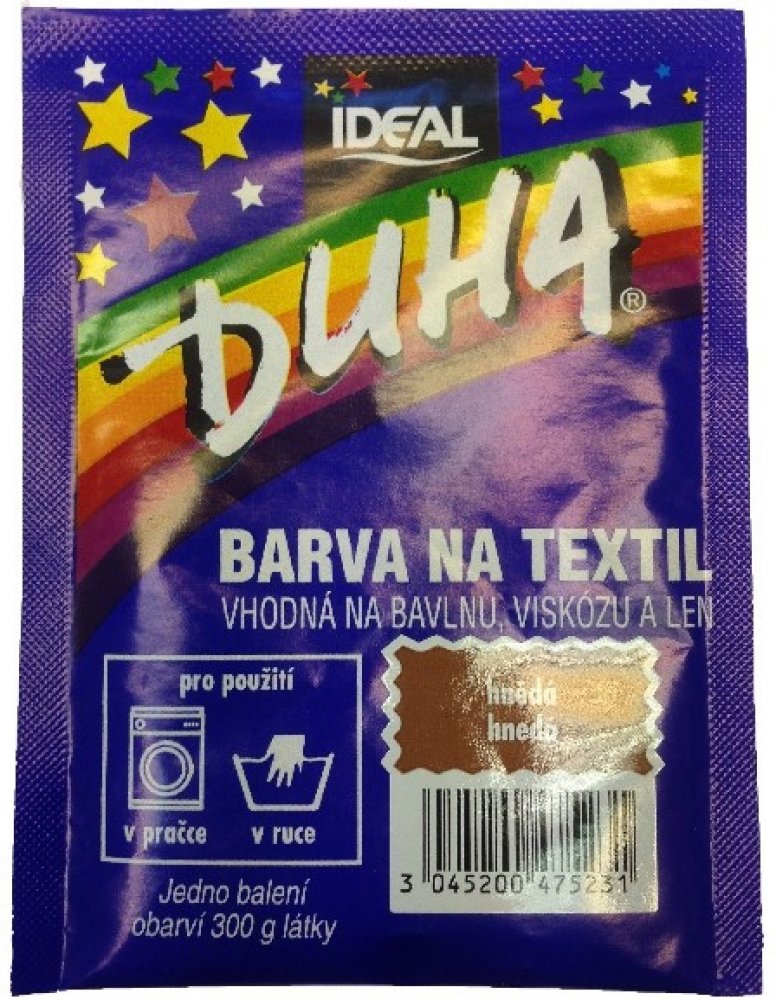 IDEAL
DUHA®
BARVA NA TEXTIL
VHODNÁ NA BAVLNU, VISKÓZU A LEN
pro použití
v pračce
v ruce
hnědá
hnedá
Jedno balení
obarví 300 g látky
3 045200 475231